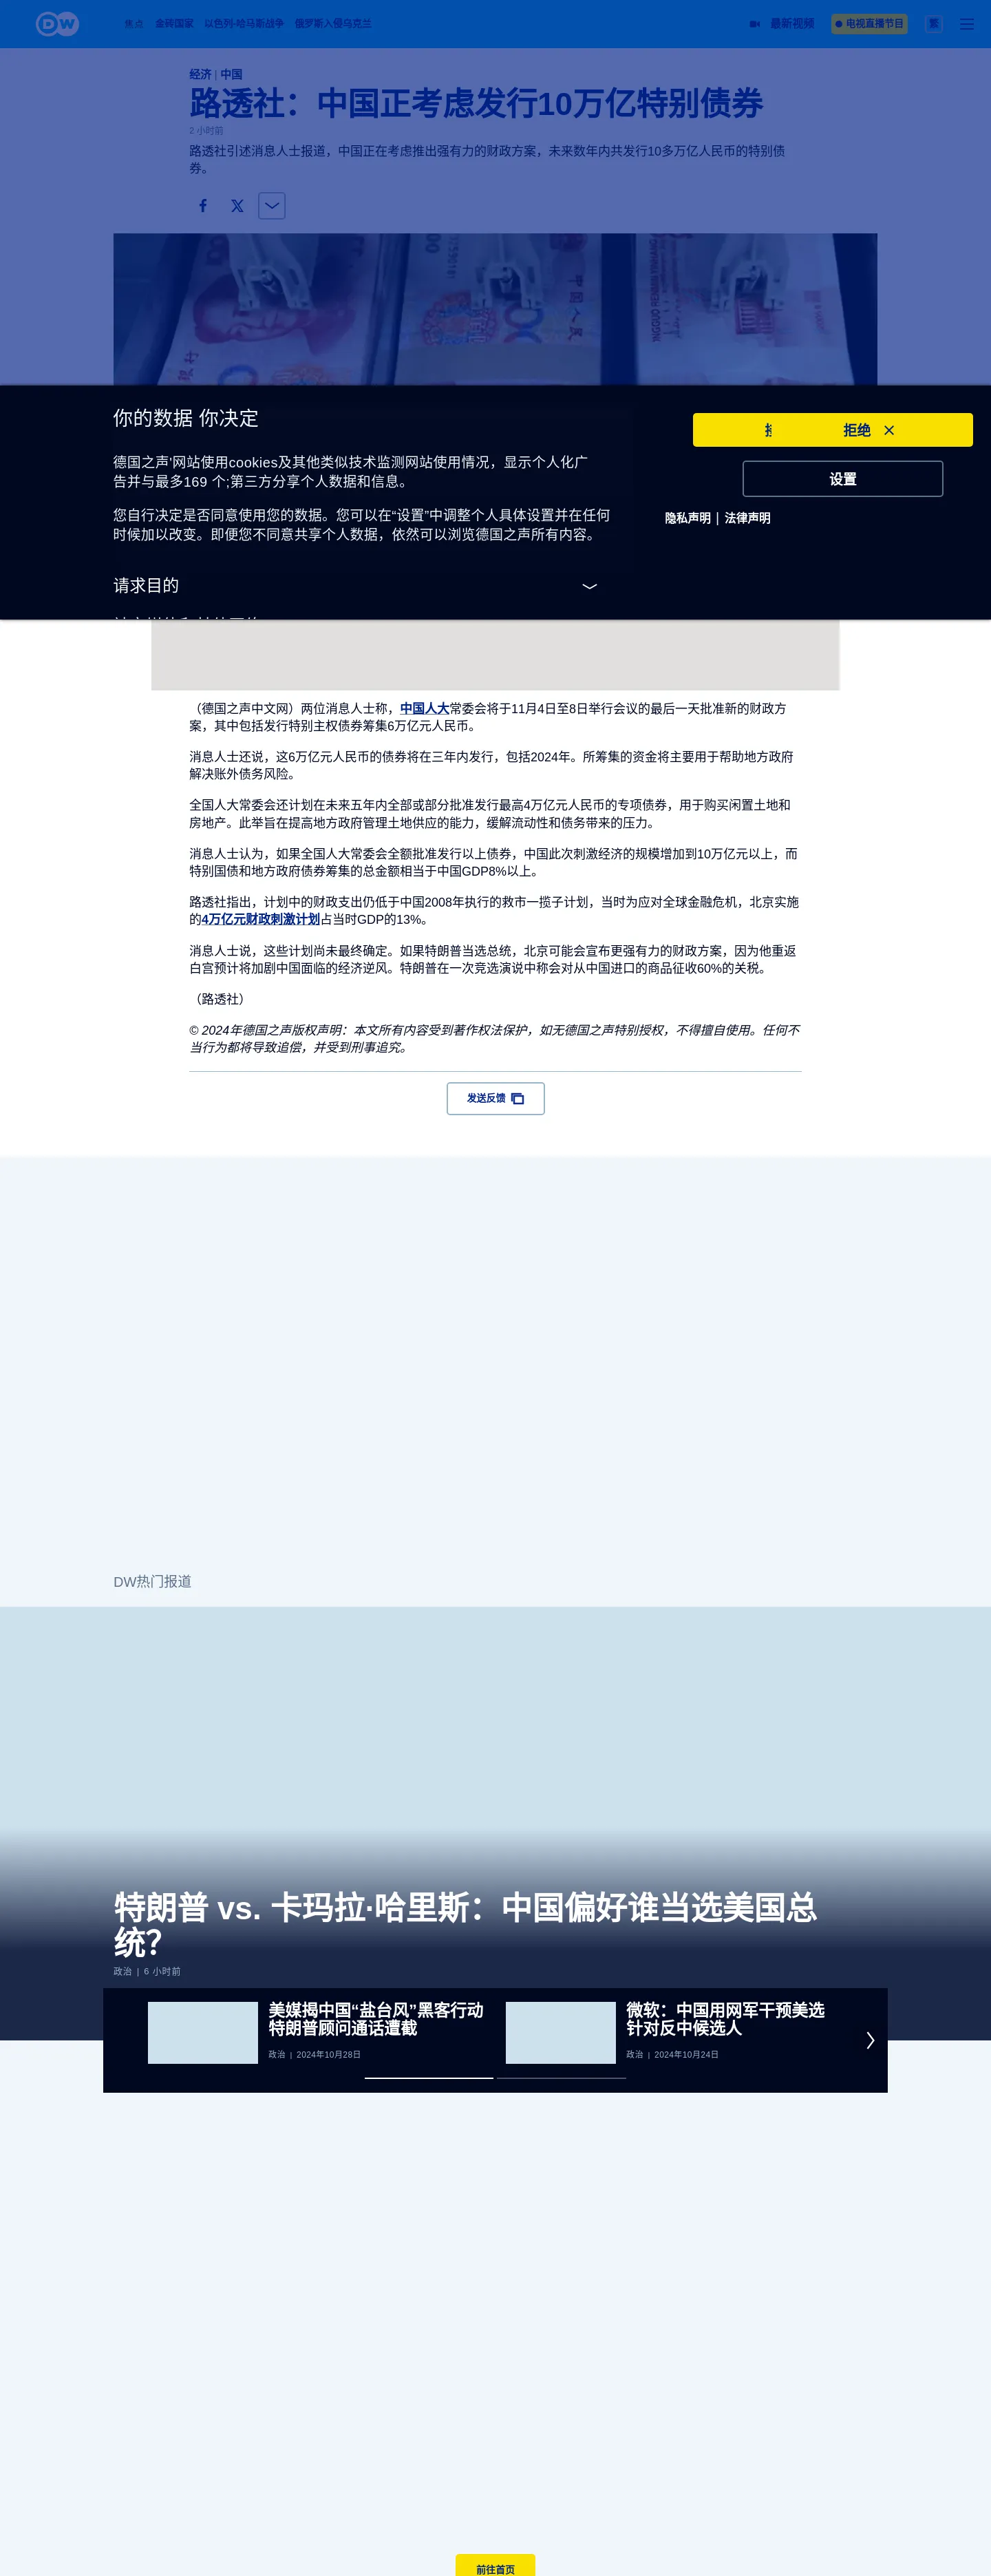 DW
焦点 金砖国家 以色列-哈马斯战争 俄罗斯入侵乌克兰 最新视频 电视直播节目 繁
经济 | 中国
路透社：中国正考虑发行10万亿特别债券
2 小时前
路透社引述消息人士报道，中国正在考虑推出强有力的财政方案，未来数年内共发行10多万亿人民币的特别债
券。
你的数据 你决定
拒绝
德国之声'网站使用cookies及其他类似技术监测网站使用情况，显示个人化广
告并与最多169 个;第三方分享个人数据和信息。
设置
您自行决定是否同意使用您的数据。您可以在“设置”中调整个人具体设置并在任何
时候加以改变。即便您不同意共享个人数据，依然可以浏览德国之声所有内容。
隐私声明 | 法律声明
请求目的
（德国之声中文网）两位消息人士称，中国人大常委会将于11月4日至8日举行会议的最后一天批准新的财政方
案，其中包括发行特别主权债券筹集6万亿元人民币。
消息人士还说，这6万亿元人民币的债券将在三年内发行，包括2024年。所筹集的资金将主要用于帮助地方政府
解决账外债务风险。
全国人大常委会还计划在未来五年内全部或部分批准发行最高4万亿元人民币的专项债券，用于购买闲置土地和
房地产。此举旨在提高地方政府管理土地供应的能力，缓解流动性和债务带来的压力。
消息人士认为，如果全国人大常委会全额批准发行以上债券，中国此次刺激经济的规模增加到10万亿元以上，而
特别国债和地方政府债券筹集的总金额相当于中国GDP8%以上。
路透社指出，计划中的财政支出仍低于中国2008年执行的救市一揽子计划，当时为应对全球金融危机，北京实施
的4万亿元财政刺激计划占当时GDP的13%。
消息人士说，这些计划尚未最终确定。如果特朗普当选总统，北京可能会宣布更强有力的财政方案，因为他重返
白宫预计将加剧中国面临的经济逆风。特朗普在一次竞选演说中称会对从中国进口的商品征收60%的关税。
（路透社）
© 2024年德国之声版权声明：本文所有内容受到著作权法保护，如无德国之声特别授权，不得擅自使用。任何不
当行为都将导致追偿，并受到刑事追究。
发送反馈
DW热门报道
特朗普 vs. 卡玛拉·哈里斯：中国偏好谁当选美国总
统？
政治 | 6 小时前
美媒揭中国“盐台风”黑客行动
特朗普顾问通话遭截
政治 | 2024年10月28日
微软：中国用网军干预美选
针对反中候选人
政治 | 2024年10月24日
前往首页